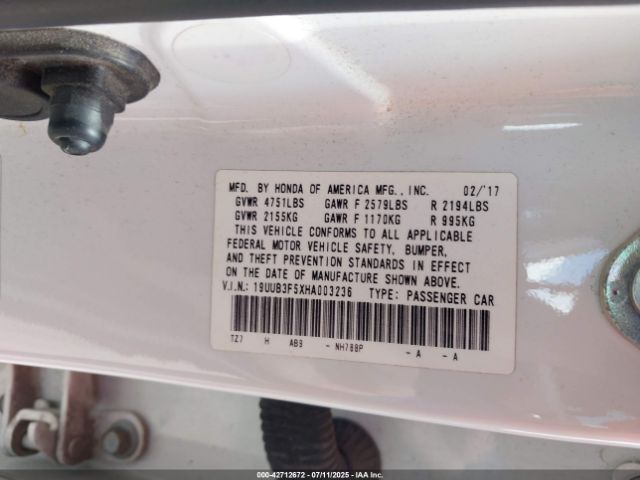 MFD. BY HONDA OF AMERICA MFG., INC. 02/'17
GVWR 4751LBS GAWR F 2579LBS R 2194LBS
GVWR 2155KG GAWR F 1170KG R 995KG
THIS VEHICLE CONFORMS TO ALL APPLICABLE
FEDERAL MOTOR VEHICLE SAFETY, BUMPER,
AND THEFT PREVENTION STANDARDS IN EFFECT
ON THE DATE OF MANUFACTURE SHOWN ABOVE.
V.I.N.: 19UUB3F5XHA003236 TYPE: PASSENGER CAR
TZ7 H AB9 - NH788P - A - A
000-42712672 07/11/2025 IAAI.COM